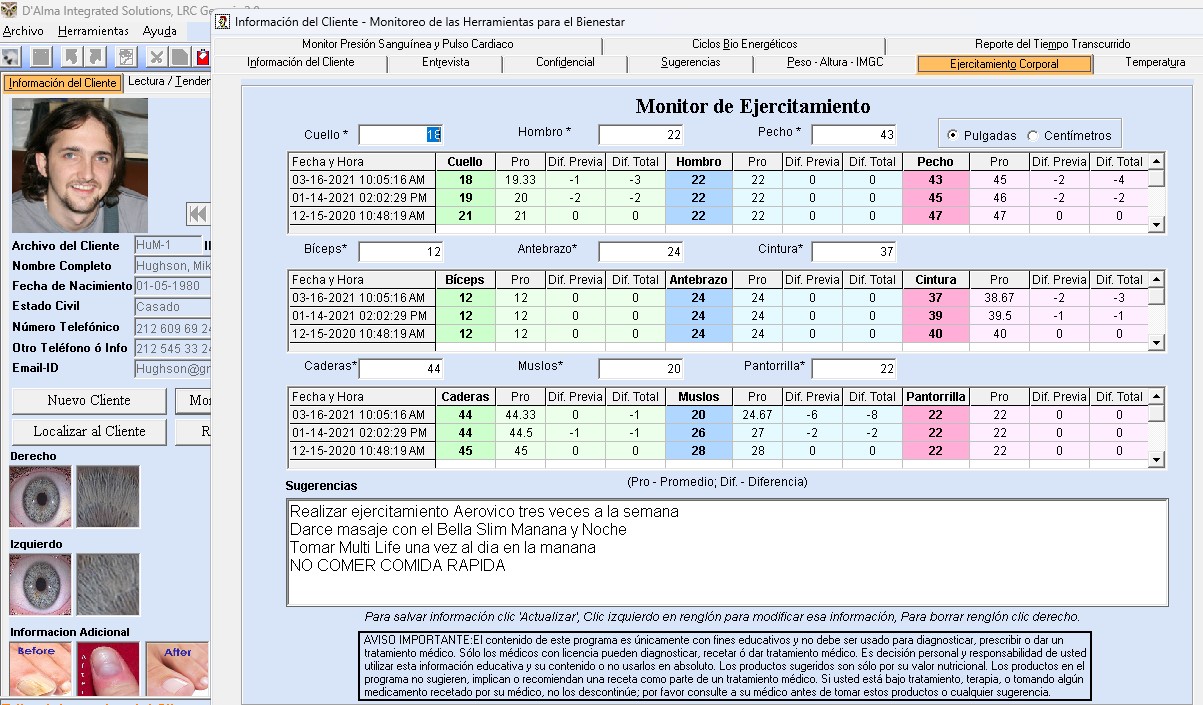 D'Alma Integrated Solutions, LRC
Archivo Herramientas Ayuda
Información del Cliente Lectura /
Archivo del Cliente HuM-1
Nombre Completo Hughson,
Fecha de Nacimiento 01-05-1980
Estado Civil Casado
Número Telefónico 212 609 69
Otro Teléfono ó Info 212 545 33
Email-ID
Nuevo Cliente
Localizar al Cliente
Derecho
Izquierdo
Informacion Adicional
Before After After
Información del Cliente - Monitoreo de las Herramientas para el Bienestar
Monitor Presión Sanguínea y Pulso Cardiaco Ciclos Bio Energéticos Reporte del Tiempo Transcurrido
Información del Cliente Entrevista Confidencial Sugerencias Peso - Altura - IMGC Ejercitamiento Corporal Temperatura
Monitor de Ejercitamiento
Cuello * 18 Hombro * 22 Pecho * 43 Pulgadas Centímetros
Fecha y Hora Cuello Pro Dif. Previa Dif. Total Hombro Pro Dif. Previa Dif. Total Pecho Pro Dif. Previa Dif. Total
03-16-2021 10:05:16 AM 18 19.33 -1 -3 22 22 0 0 43 45 -2 -4
01-14-2021 02:02:29 PM 19 20 -2 -2 22 22 0 0 45 46 -2 -2
12-15-2020 10:48:19 AM 21 21 0 0 22 22 0 0 47 47 0 0
Bíceps* 12 Antebrazo* 24 Cintura* 37
Fecha y Hora Bíceps Pro Dif. Previa Dif. Total Antebrazo Pro Dif. Previa Dif. Total Cintura Pro Dif. Previa Dif. Total
03-16-2021 10:05:16 AM 12 12 0 0 24 24 0 0 37 38.67 -2 -3
01-14-2021 02:02:29 PM 12 12 0 0 24 24 0 0 39 39.5 -1 -1
12-15-2020 10:48:19 AM 12 12 0 0 24 24 0 0 40 40 0 0
Caderas* 44 Muslos* 20 Pantorrilla* 22
Fecha y Hora Caderas Pro Dif. Previa Dif. Total Muslos Pro Dif. Previa Dif. Total Pantorrilla Pro Dif. Previa Dif. Total
03-16-2021 10:05:16 AM 44 44.33 0 -1 20 24.67 -6 -8 22 22 0 0
01-14-2021 02:02:29 PM 44 44.5 -1 -1 26 27 -2 -2 22 22 0 0
12-15-2020 10:48:19 AM 45 45 0 0 28 28 0 0 22 22 0 0
Sugerencias (Pro - Promedio; Dif. - Diferencia)
Realizar ejercitamiento Aerovico tres veces a la semana
Darce masaje con el Bella Slim Manana y Noche
Tomar Multi Life una vez al dia en la manana
NO COMER COMIDA RAPIDA
Para salvar información clic 'Actualizar', Clic izquierdo en renglón para modificar esa información, Para borrar renglón clic derecho.
AVISO IMPORTANTE:El contenido de este programa es únicamente con fines educativos y no debe ser usado para diagnosticar, prescribir o dar un
tratamiento médico. Sólo los médicos con licencia pueden diagnosticar, recetar ó dar tratamiento médico. Es decisión personal y responsabilidad de usted
utilizar esta información educativa y su contenido o no usarlos en absoluto. Los productos sugeridos son sólo por su valor nutricional. Los productos en el
programa no sugieren, implican o recomiendan una receta como parte de un tratamiento médico. Si usted está bajo tratamiento, terapia, o tomando algún
medicamento recetado por su médico, no los descontinúe; por favor consulte a su médico antes de tomar estos productos o cualquier sugerencia.